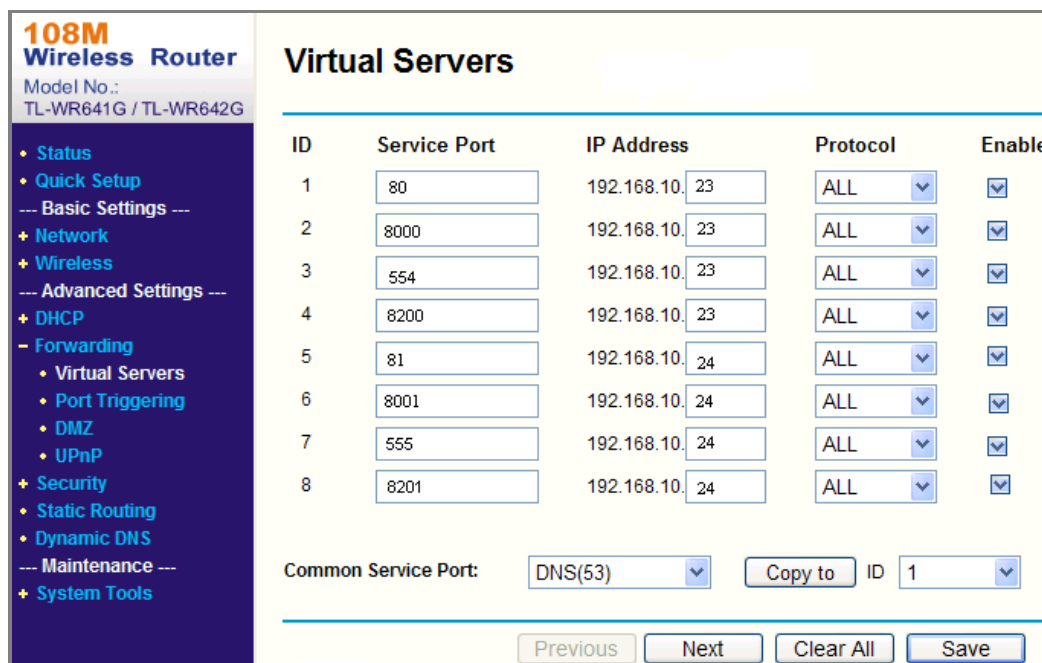 108M
Wireless Router
Model No.:
TL-WR641G / TL-WR642G
Status
Quick Setup
--- Basic Settings ---
Network
Wireless
--- Advanced Settings ---
DHCP
Forwarding
Virtual Servers
Port Triggering
DMZ
UPnP
Security
Static Routing
Dynamic DNS
--- Maintenance ---
System Tools
Virtual Servers
ID Service Port IP Address Protocol Enable
1 80 192.168.10. 23 ALL
2 8000 192.168.10. 23 ALL
3 554 192.168.10. 23 ALL
4 8200 192.168.10. 23 ALL
5 81 192.168.10. 24 ALL
6 8001 192.168.10. 24 ALL
7 555 192.168.10. 24 ALL
8 8201 192.168.10. 24 ALL
Common Service Port: DNS(53) Copy to ID 1
Previous Next Clear All Save